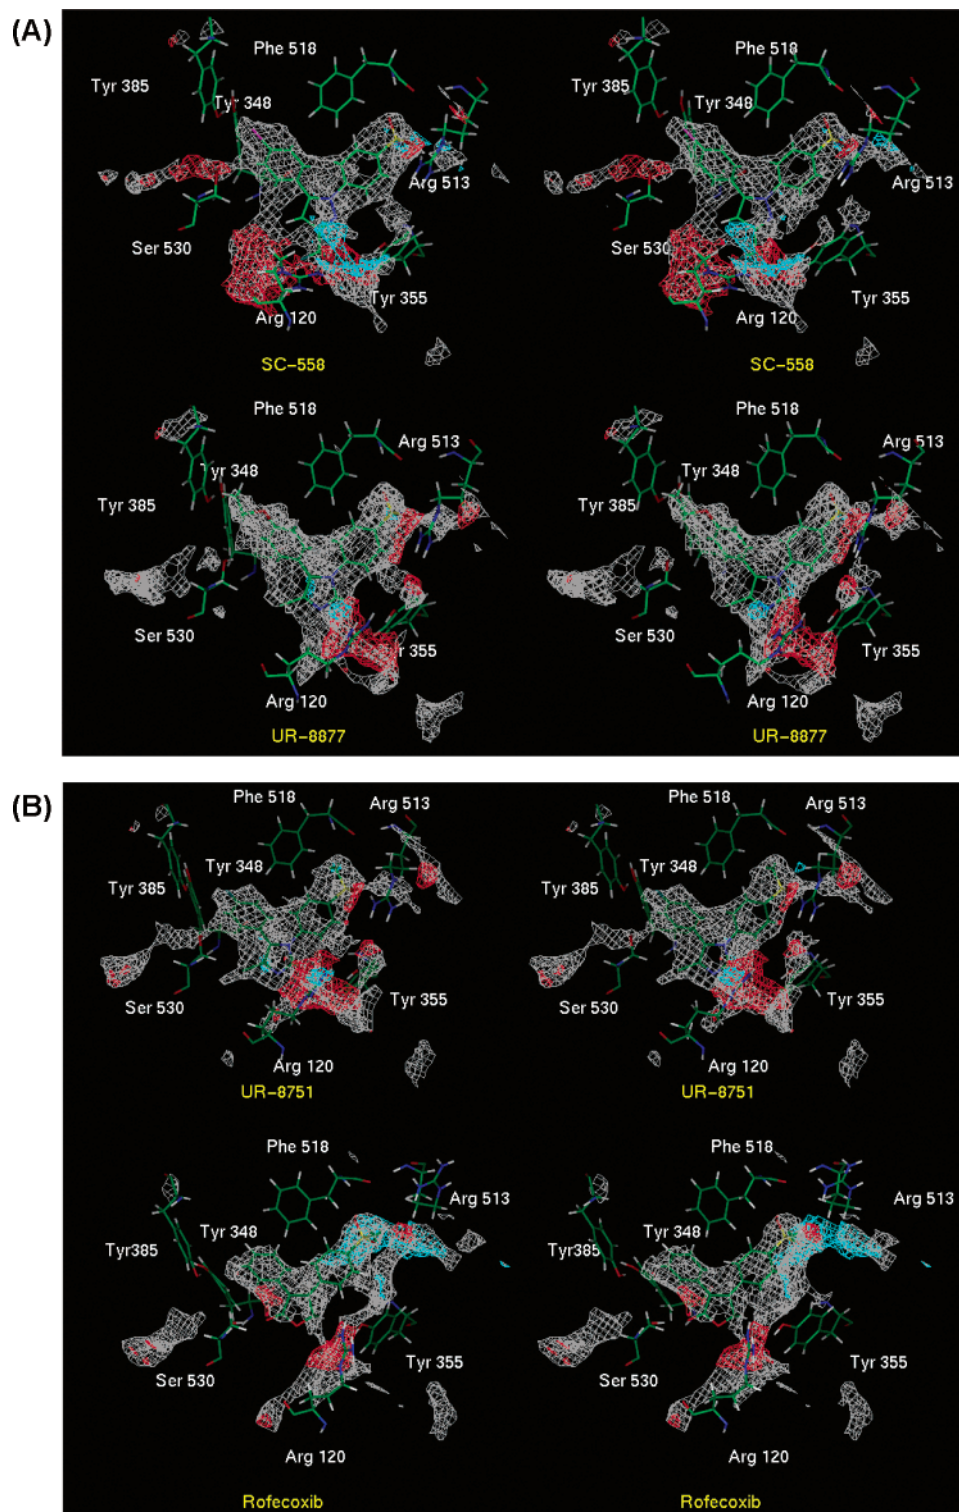 (A)
Phe 518 Phe 518
Tyr 385 Tyr 348 Tyr 385 Tyr 348
Arg 513 Arg 513
Ser 530 Ser 530
Tyr 355 Tyr 355
Arg 120 Arg 120
SC-558 SC-558
Phe 518 Phe 518
Arg 513 Arg 513
Tyr 348 Tyr 348
Tyr 385 Tyr 385
Ser 530 Ser 530
Tyr 355 Tyr 355
Arg 120 Arg 120
UR-8877 UR-8877
(B)
Phe 518 Arg 513 Phe 518 Arg 513
Tyr 348 Tyr 348
Tyr 385 Tyr 385
Ser 530 Tyr 355 Ser 530 Tyr 355
Arg 120 Arg 120
UR-8751 UR-8751
Phe 518 Phe 518
Arg 513 Arg 513
Tyr 348 Tyr 348
Tyr385 Tyr385
Tyr 355 Tyr 355
Ser 530 Ser 530
Arg 120 Arg 120
Rofecoxib Rofecoxib